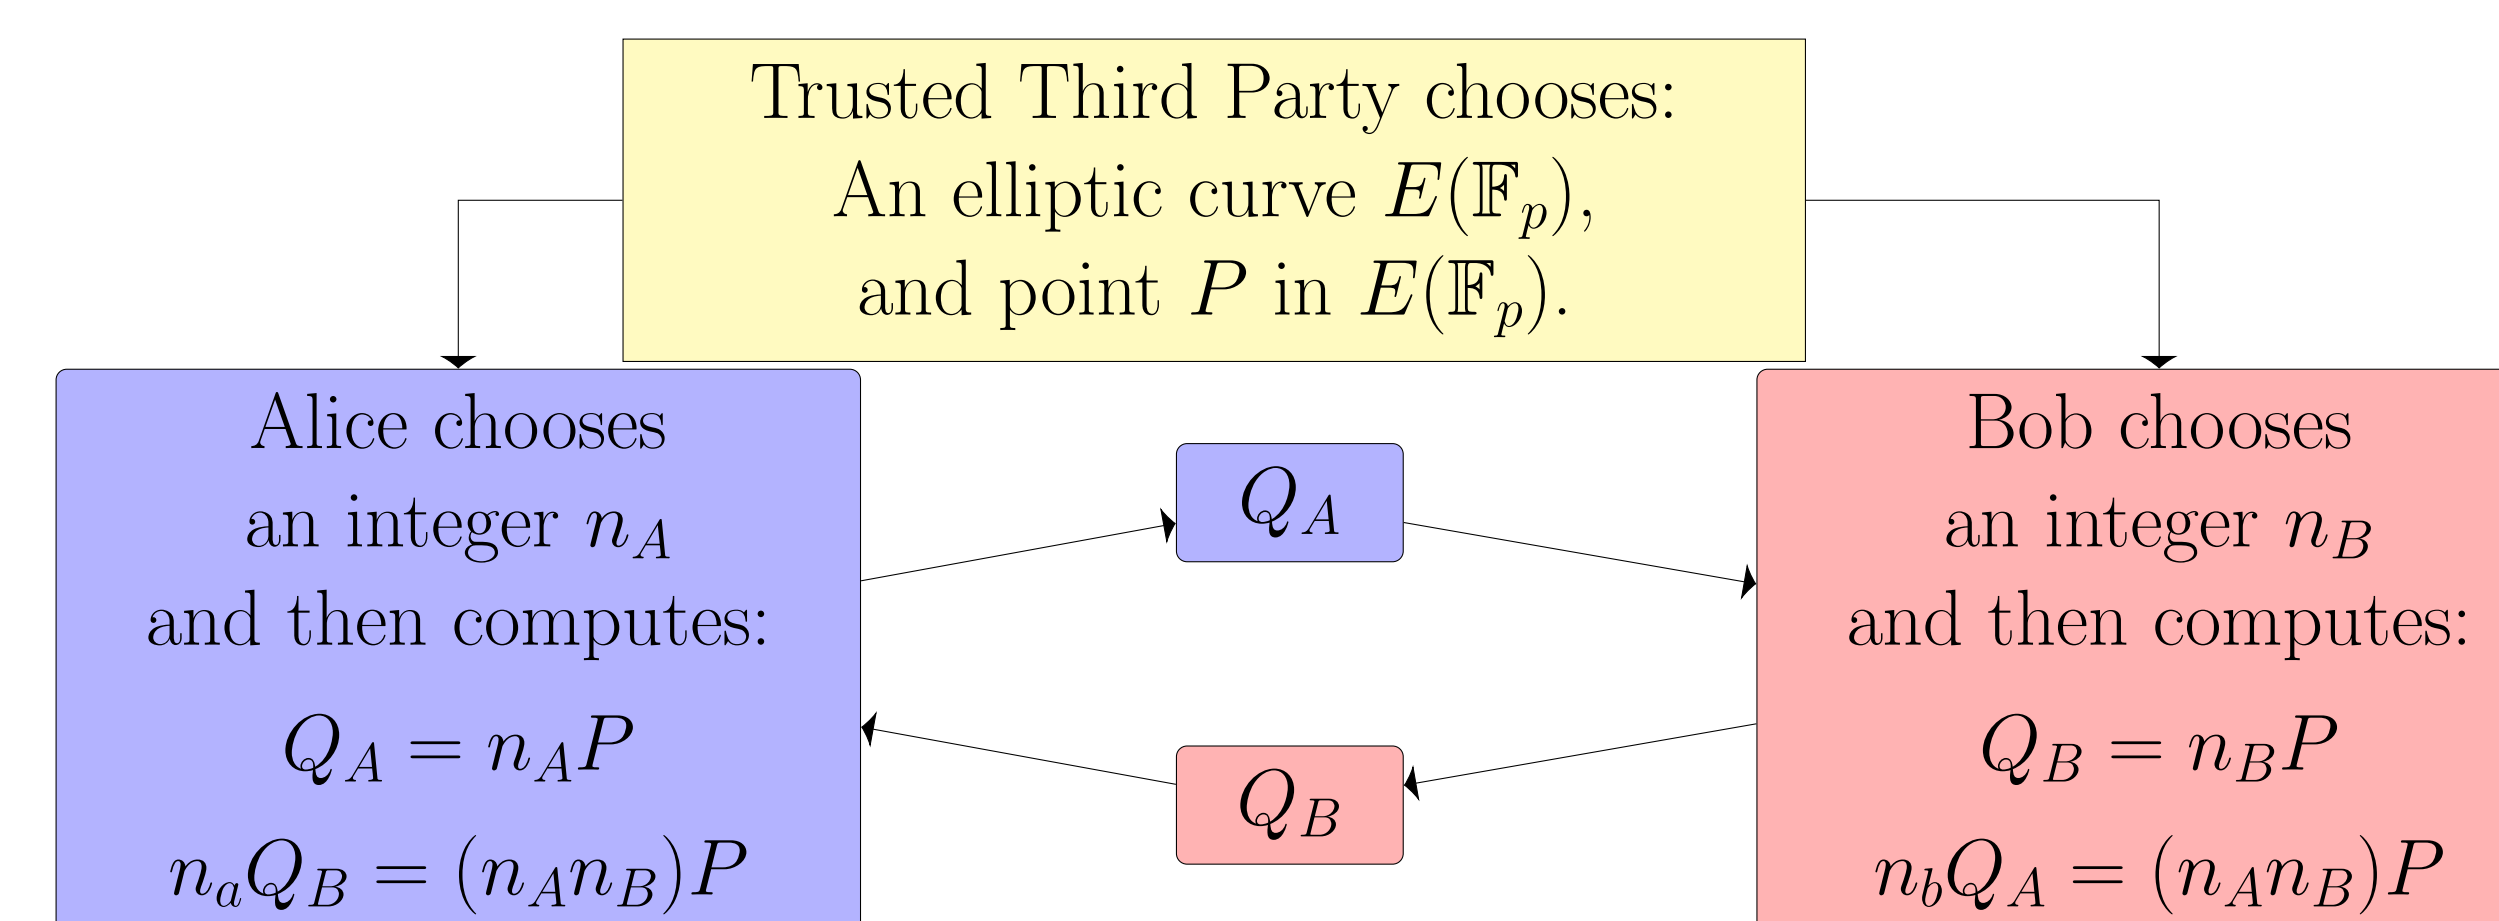 Trusted Third Party chooses:
An elliptic curve E(𝔽_p),
and point P in E(𝔽_p).
Alice chooses
an integer n_A
and then computes:
Q_A = n_A P
n_a Q_B = (n_A n_B)P
Q_A
Q_B
Bob chooses
an integer n_B
and then computes:
Q_B = n_B P
n_b Q_A = (n_A n_B)P